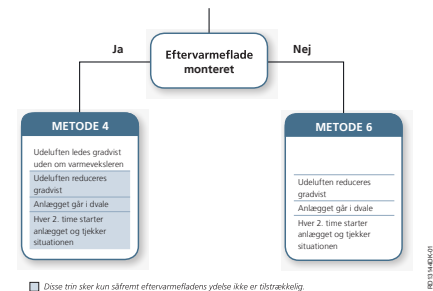 Ja
Eftervarmeflade
monteret
Nej
METODE 4
Udeluften ledes gradvist
uden om varmeveksleren
Udeluften reduceres
gradvist
Anlægget går i dvale
Hver 2. time starter
anlægget og tjekker
situationen
METODE 6
Udeluften reduceres
gradvist
Anlægget går i dvale
Hver 2. time starter
anlægget og tjekker
situationen
Disse trin sker kun såfremt eftervarmefladens ydelse ikke er tilstrækkelig.
RD13144DK-01